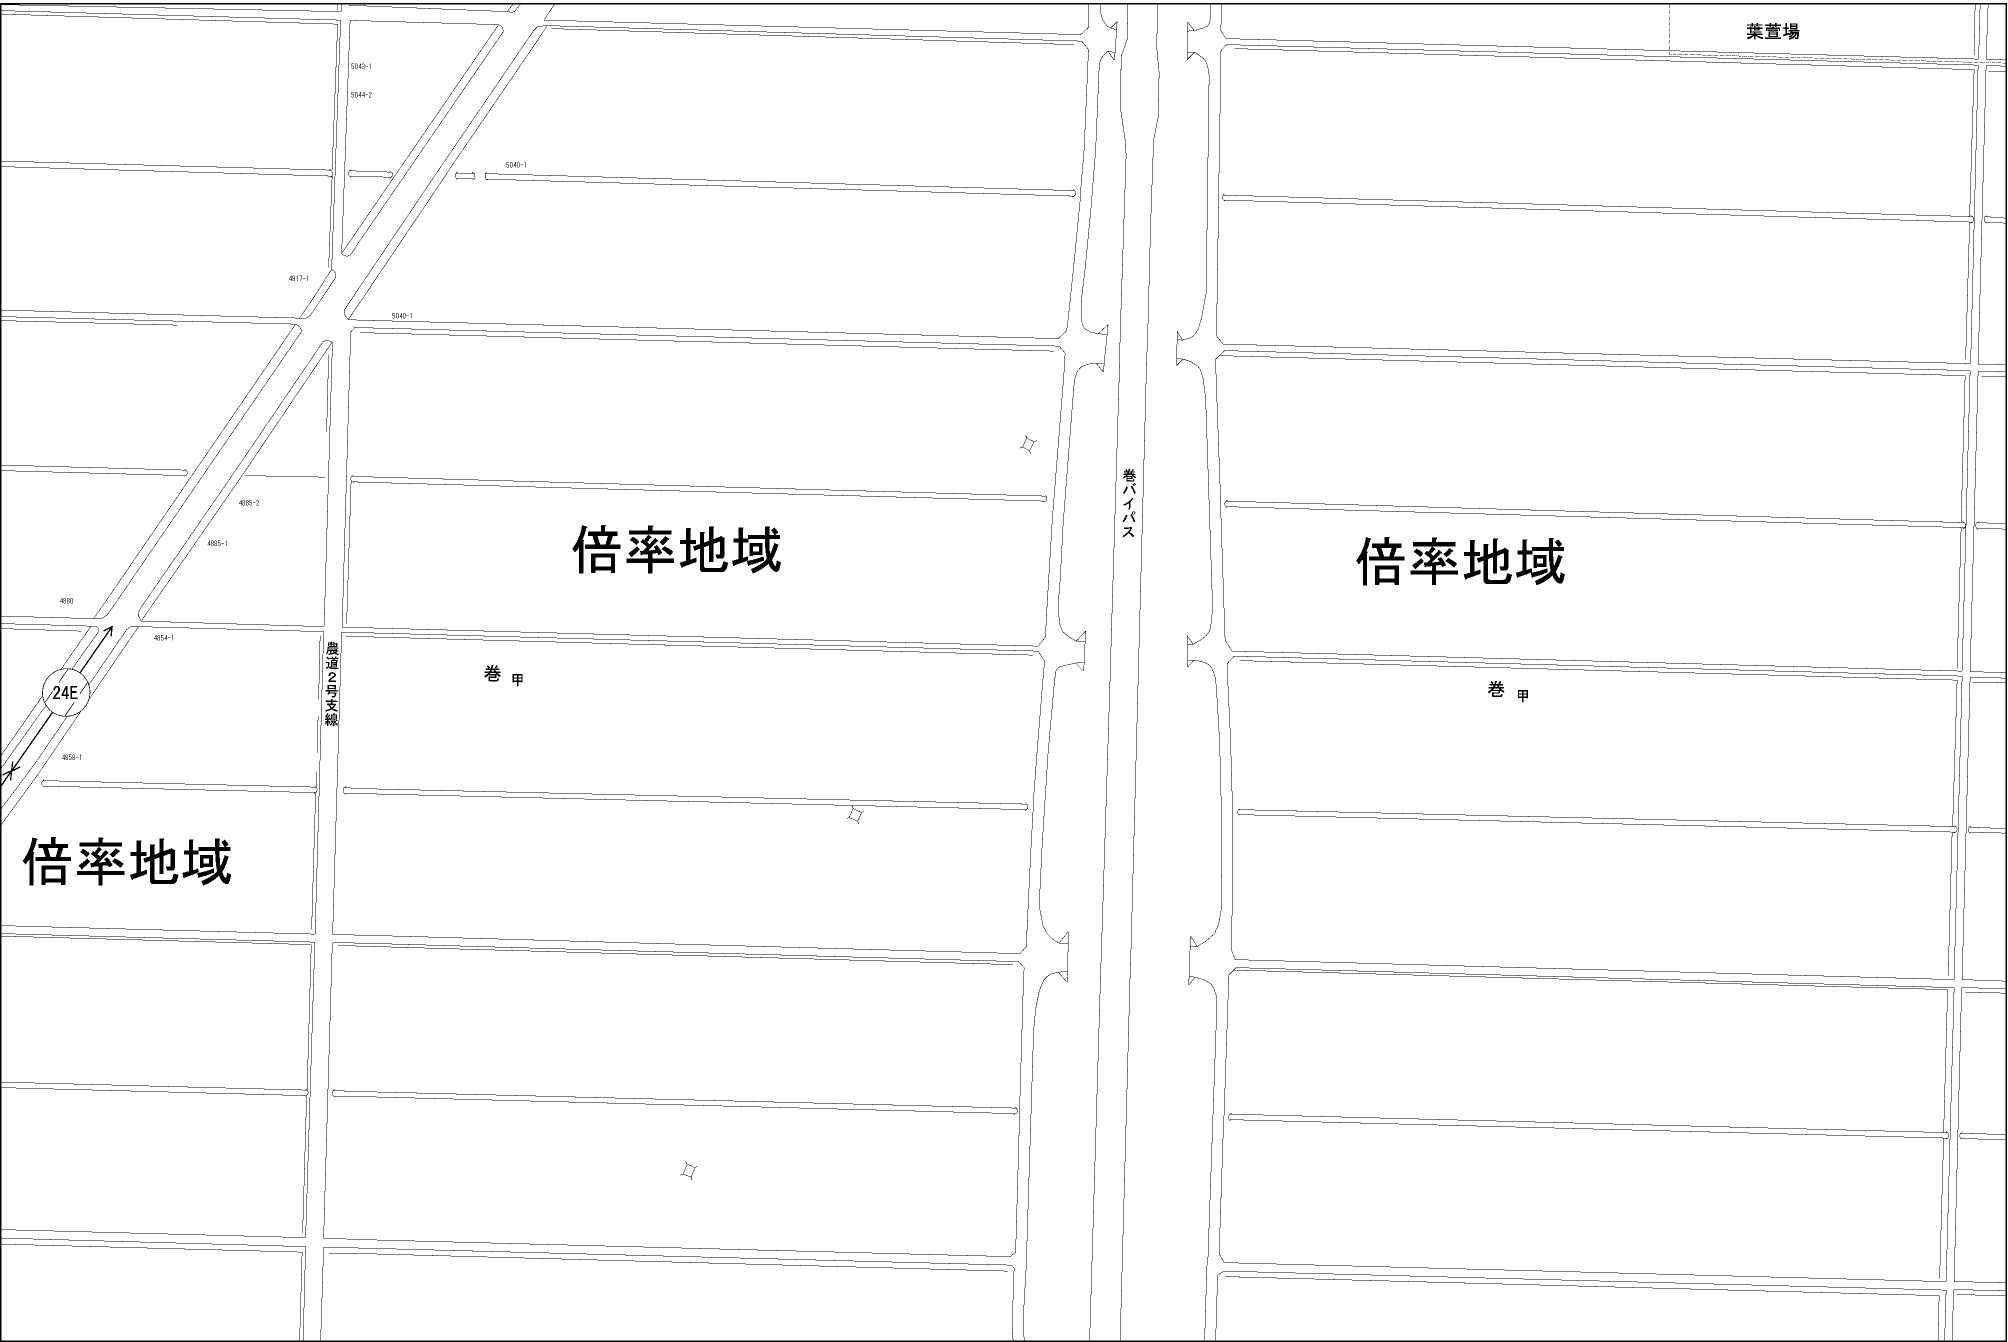 葉萱場
5043-1
5044-2
5040-1
4917-1
5040-1
巻バイパス
4885-2
4885-1
倍率地域
倍率地域
4880
4854-1
農道2号支線
巻 甲
巻 甲
24E
4858-1
倍率地域